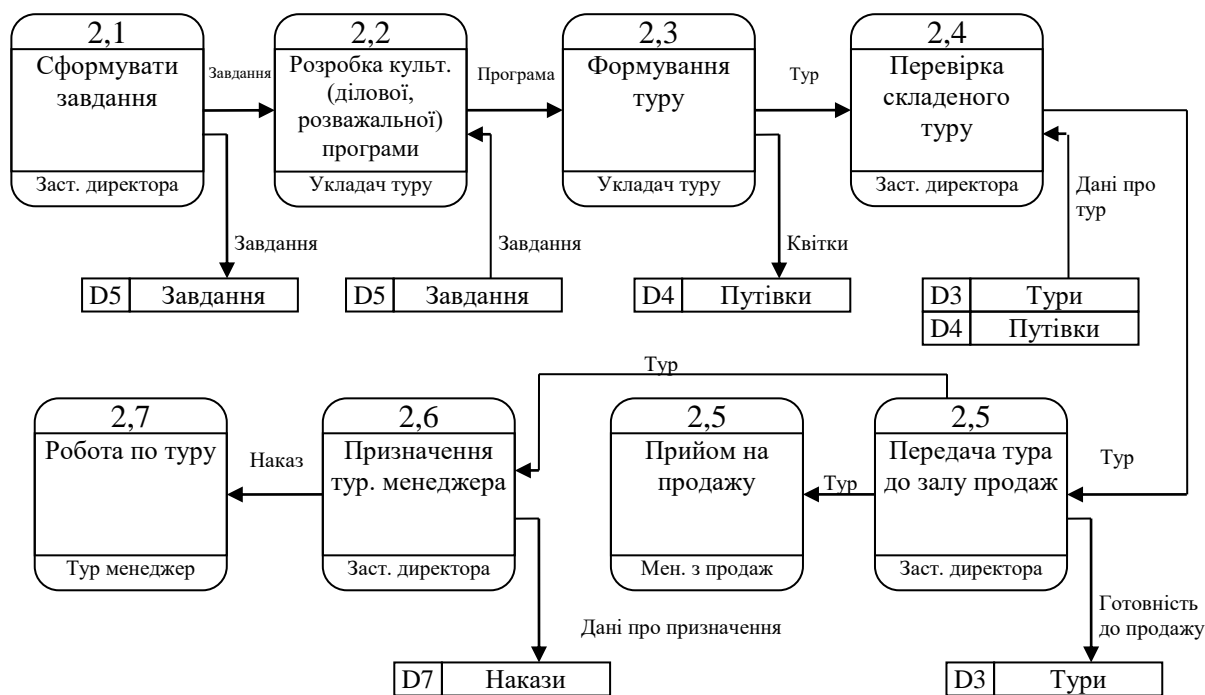 2,1
Сформувати
завдання
Заст. директора
Завдання
2,2
Розробка культ.
(ділової,
розважальної)
програми
Укладач туру
Програма
2,3
Формування
туру
Укладач туру
Тур
2,4
Перевірка
складеного
туру
Заст. директора
Завдання
Завдання
Квітки
Дані про
тур
D5 Завдання
D5 Завдання
D4 Путівки
D3 Тури
D4 Путівки
Тур
2,7
Робота по туру
Тур менеджер
Наказ
2,6
Призначення
тур. менеджера
Заст. директора
2,5
Прийом на
продажу
Мен. з продаж
Тур
2,5
Передача тура
до залу продаж
Заст. директора
Тур
Дані про призначення
Готовність
до продажу
D7 Накази
D3 Тури